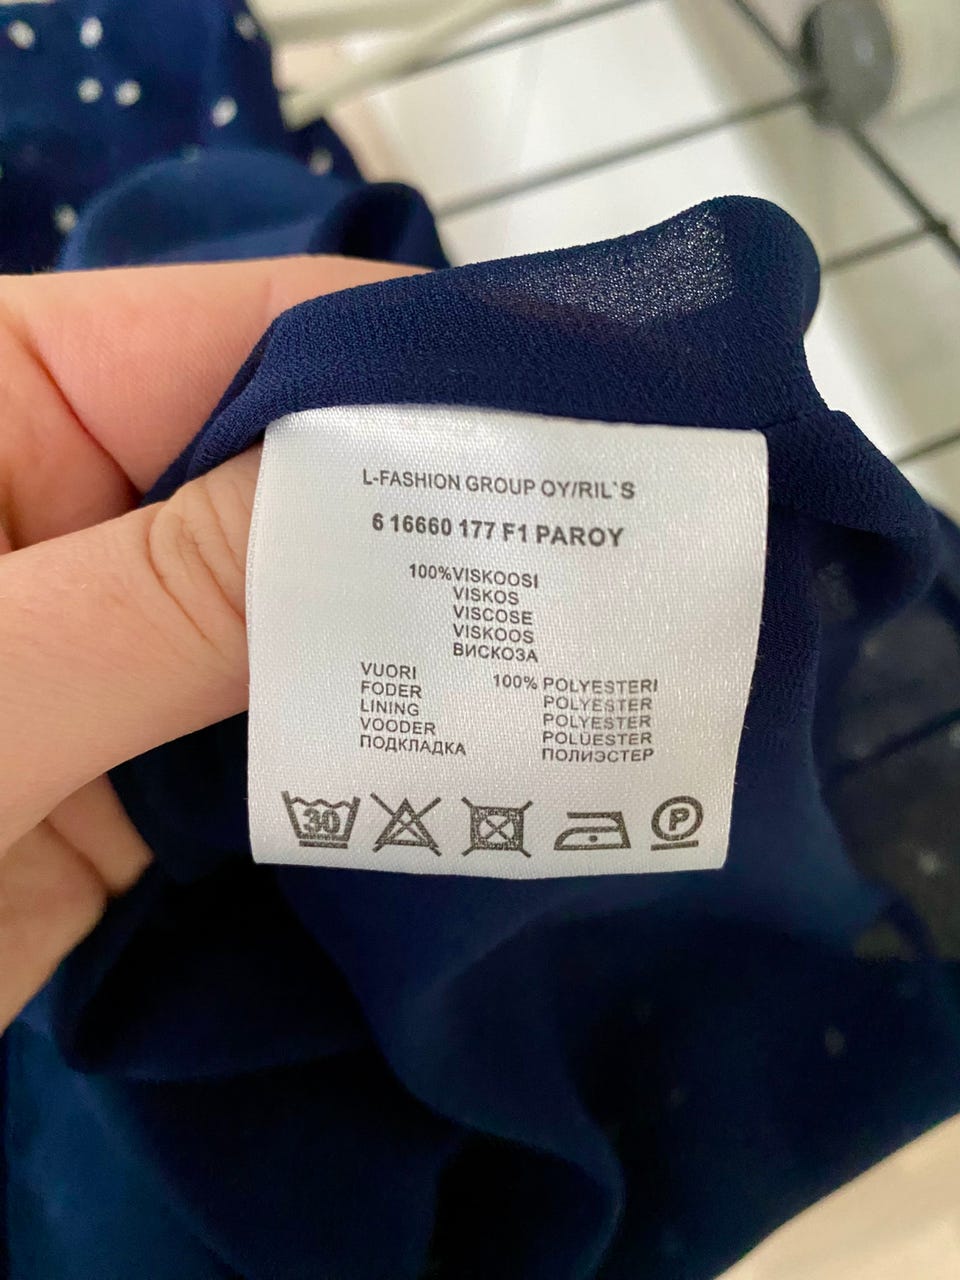 L-FASHION GROUP OY/RIL`S
6 16660 177 F1 PAROY
100%VISKOOSI
VISKOS
VISCOSE
VISKOOS
ВИСКОЗА
VUORI 100% POLYESTERI
FODER POLYESTER
LINING POLYESTER
VOODER POLÜESTER
ПОДКЛАДКА ПОЛИЭСТЕР
30 P